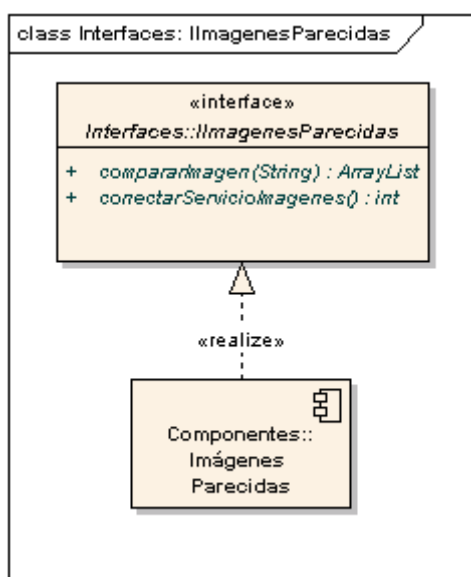 class Interfaces: IImagenesParecidas
«interface»
Interfaces::IImagenesParecidas
+ compararImagen(String) : ArrayList
+ conectarServicioImagenes() : int
«realize»
Componentes::
Imágenes
Parecidas